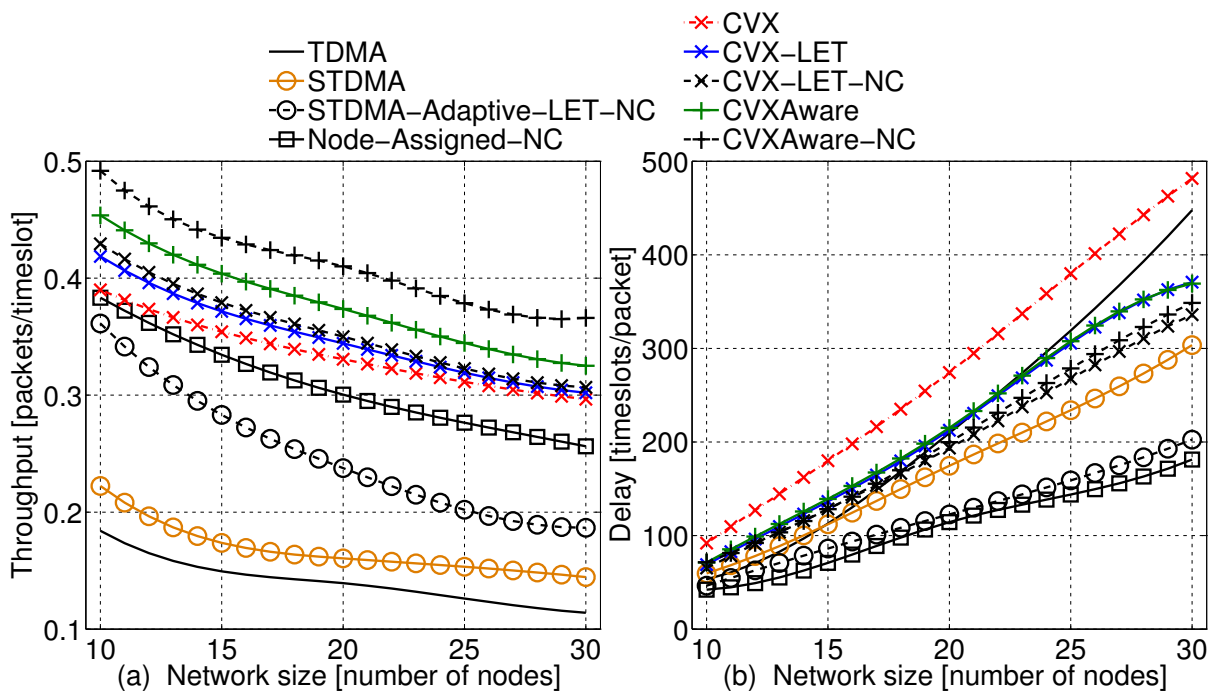 TDMA
STDMA
STDMA−Adaptive−LET−NC
Node−Assigned−NC
CVX
CVX−LET
CVX−LET−NC
CVXAware
CVXAware−NC
Throughput [packets/timeslot]
0.5
0.4
0.3
0.2
0.1
10 15 20 25 30
(a) Network size [number of nodes]
Delay [timeslots/packet]
500
400
300
200
100
0
10 15 20 25 30
(b) Network size [number of nodes]